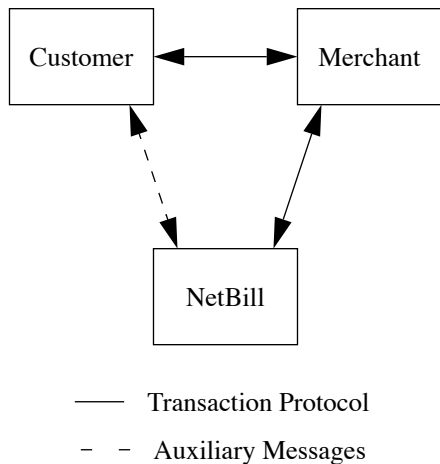 Customer
Merchant
NetBill
Transaction Protocol
Auxiliary Messages